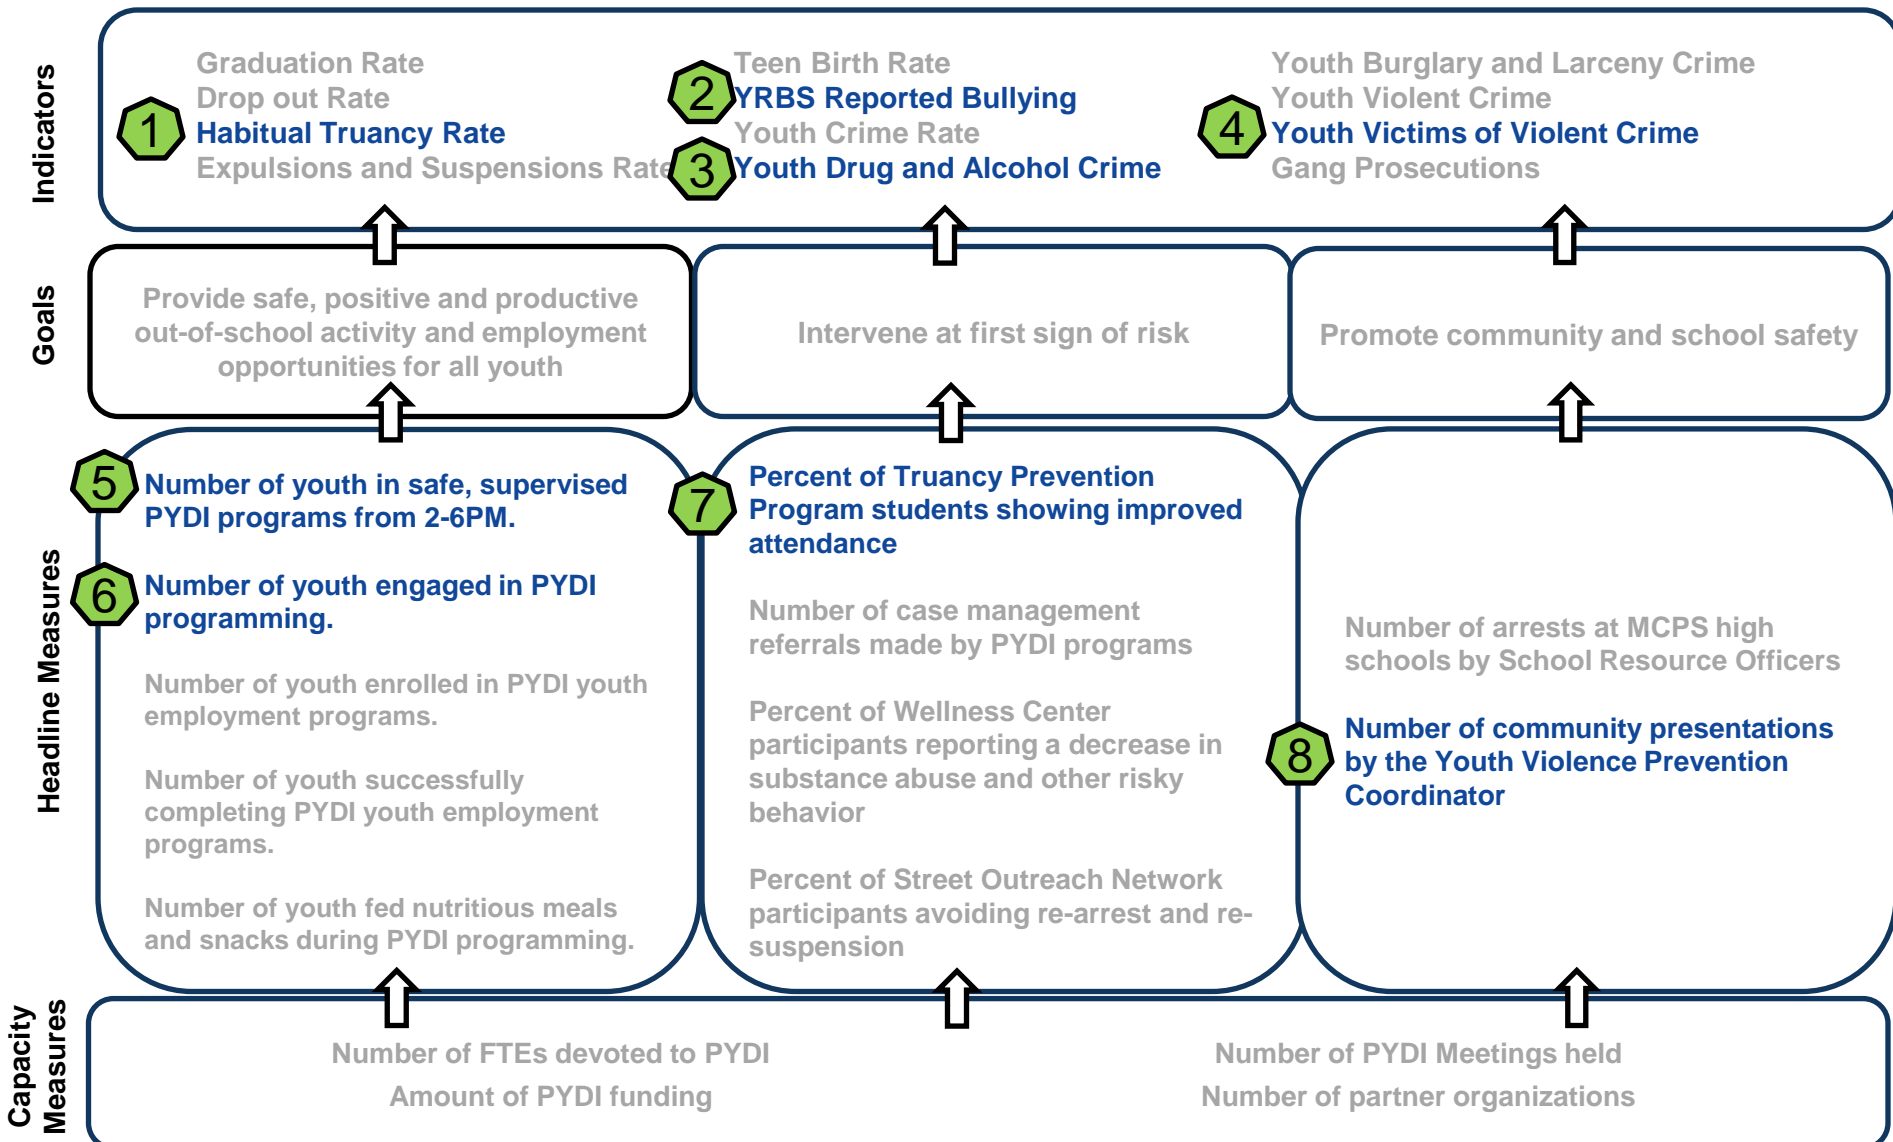 Indicators
Graduation Rate
Drop out Rate
1
Habitual Truancy Rate
Expulsions and Suspensions Rate
Teen Birth Rate
2
YRBS Reported Bullying
Youth Crime Rate
3
Youth Drug and Alcohol Crime
Youth Burglary and Larceny Crime
Youth Violent Crime
4
Youth Victims of Violent Crime
Gang Prosecutions
Goals
Provide safe, positive and productive
out-of-school activity and employment
opportunities for all youth
Intervene at first sign of risk
Promote community and school safety
Headline Measures
5
Number of youth in safe, supervised
PYDI programs from 2-6PM.
6
Number of youth engaged in PYDI
programming.
Number of youth enrolled in PYDI youth
employment programs.
Number of youth successfully
completing PYDI youth employment
programs.
Number of youth fed nutritious meals
and snacks during PYDI programming.
7
Percent of Truancy Prevention
Program students showing improved
attendance
Number of case management
referrals made by PYDI programs
Percent of Wellness Center
participants reporting a decrease in
substance abuse and other risky
behavior
Percent of Street Outreach Network
participants avoiding re-arrest and re-
suspension
Number of arrests at MCPS high
schools by School Resource Officers
8
Number of community presentations
by the Youth Violence Prevention
Coordinator
Capacity
Measures
Number of FTEs devoted to PYDI
Amount of PYDI funding
Number of PYDI Meetings held
Number of partner organizations